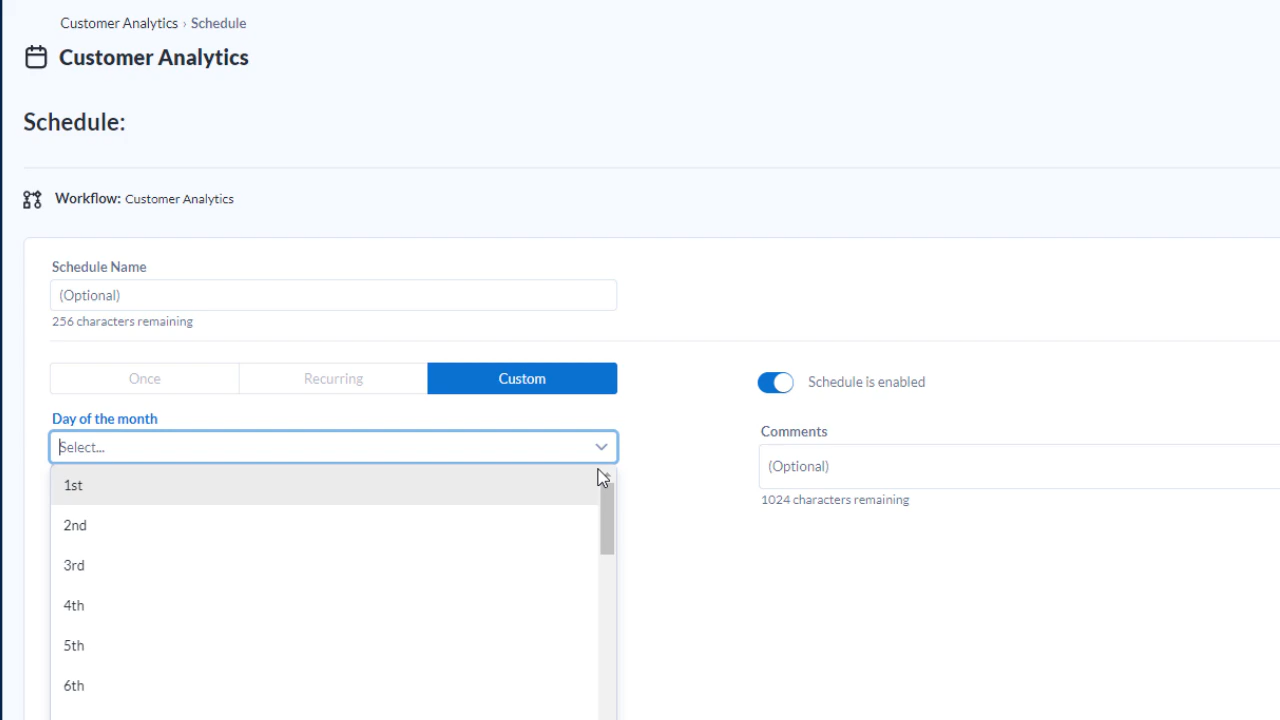 Customer Analytics › Schedule
Customer Analytics
Schedule:
Workflow: Customer Analytics
Schedule Name
(Optional)
256 characters remaining
Once Recurring Custom
Schedule is enabled
Day of the month
Select...
Comments
(Optional)
1024 characters remaining
1st
2nd
3rd
4th
5th
6th